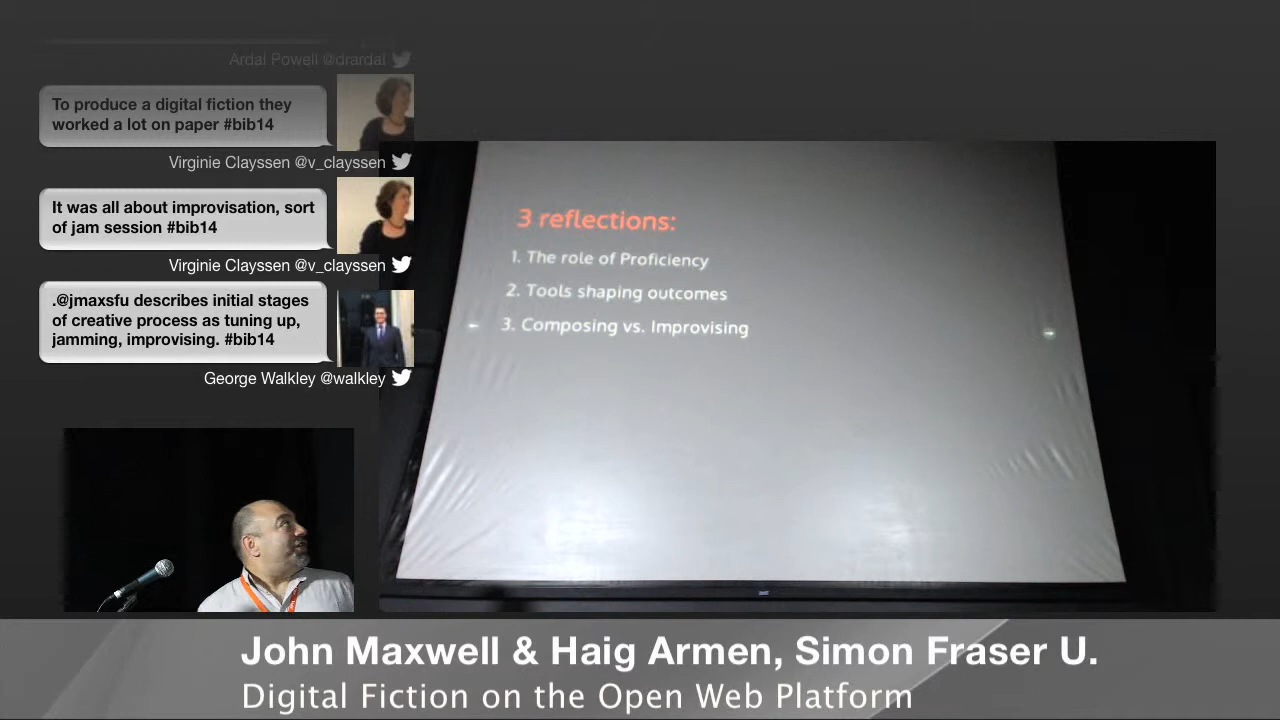 Ardal Powell @drardal
To produce a digital fiction they
worked a lot on paper #bib14
Virginie Clayssen @v_clayssen
It was all about improvisation, sort
of jam session #bib14
Virginie Clayssen @v_clayssen
.@jmaxsfu describes initial stages
of creative process as tuning up,
jamming, improvising. #bib14
George Walkley @walkley
3 reflections:
1. The role of Proficiency
2. Tools shaping outcomes
3. Composing vs. Improvising
John Maxwell & Haig Armen, Simon Fraser U.
Digital Fiction on the Open Web Platform